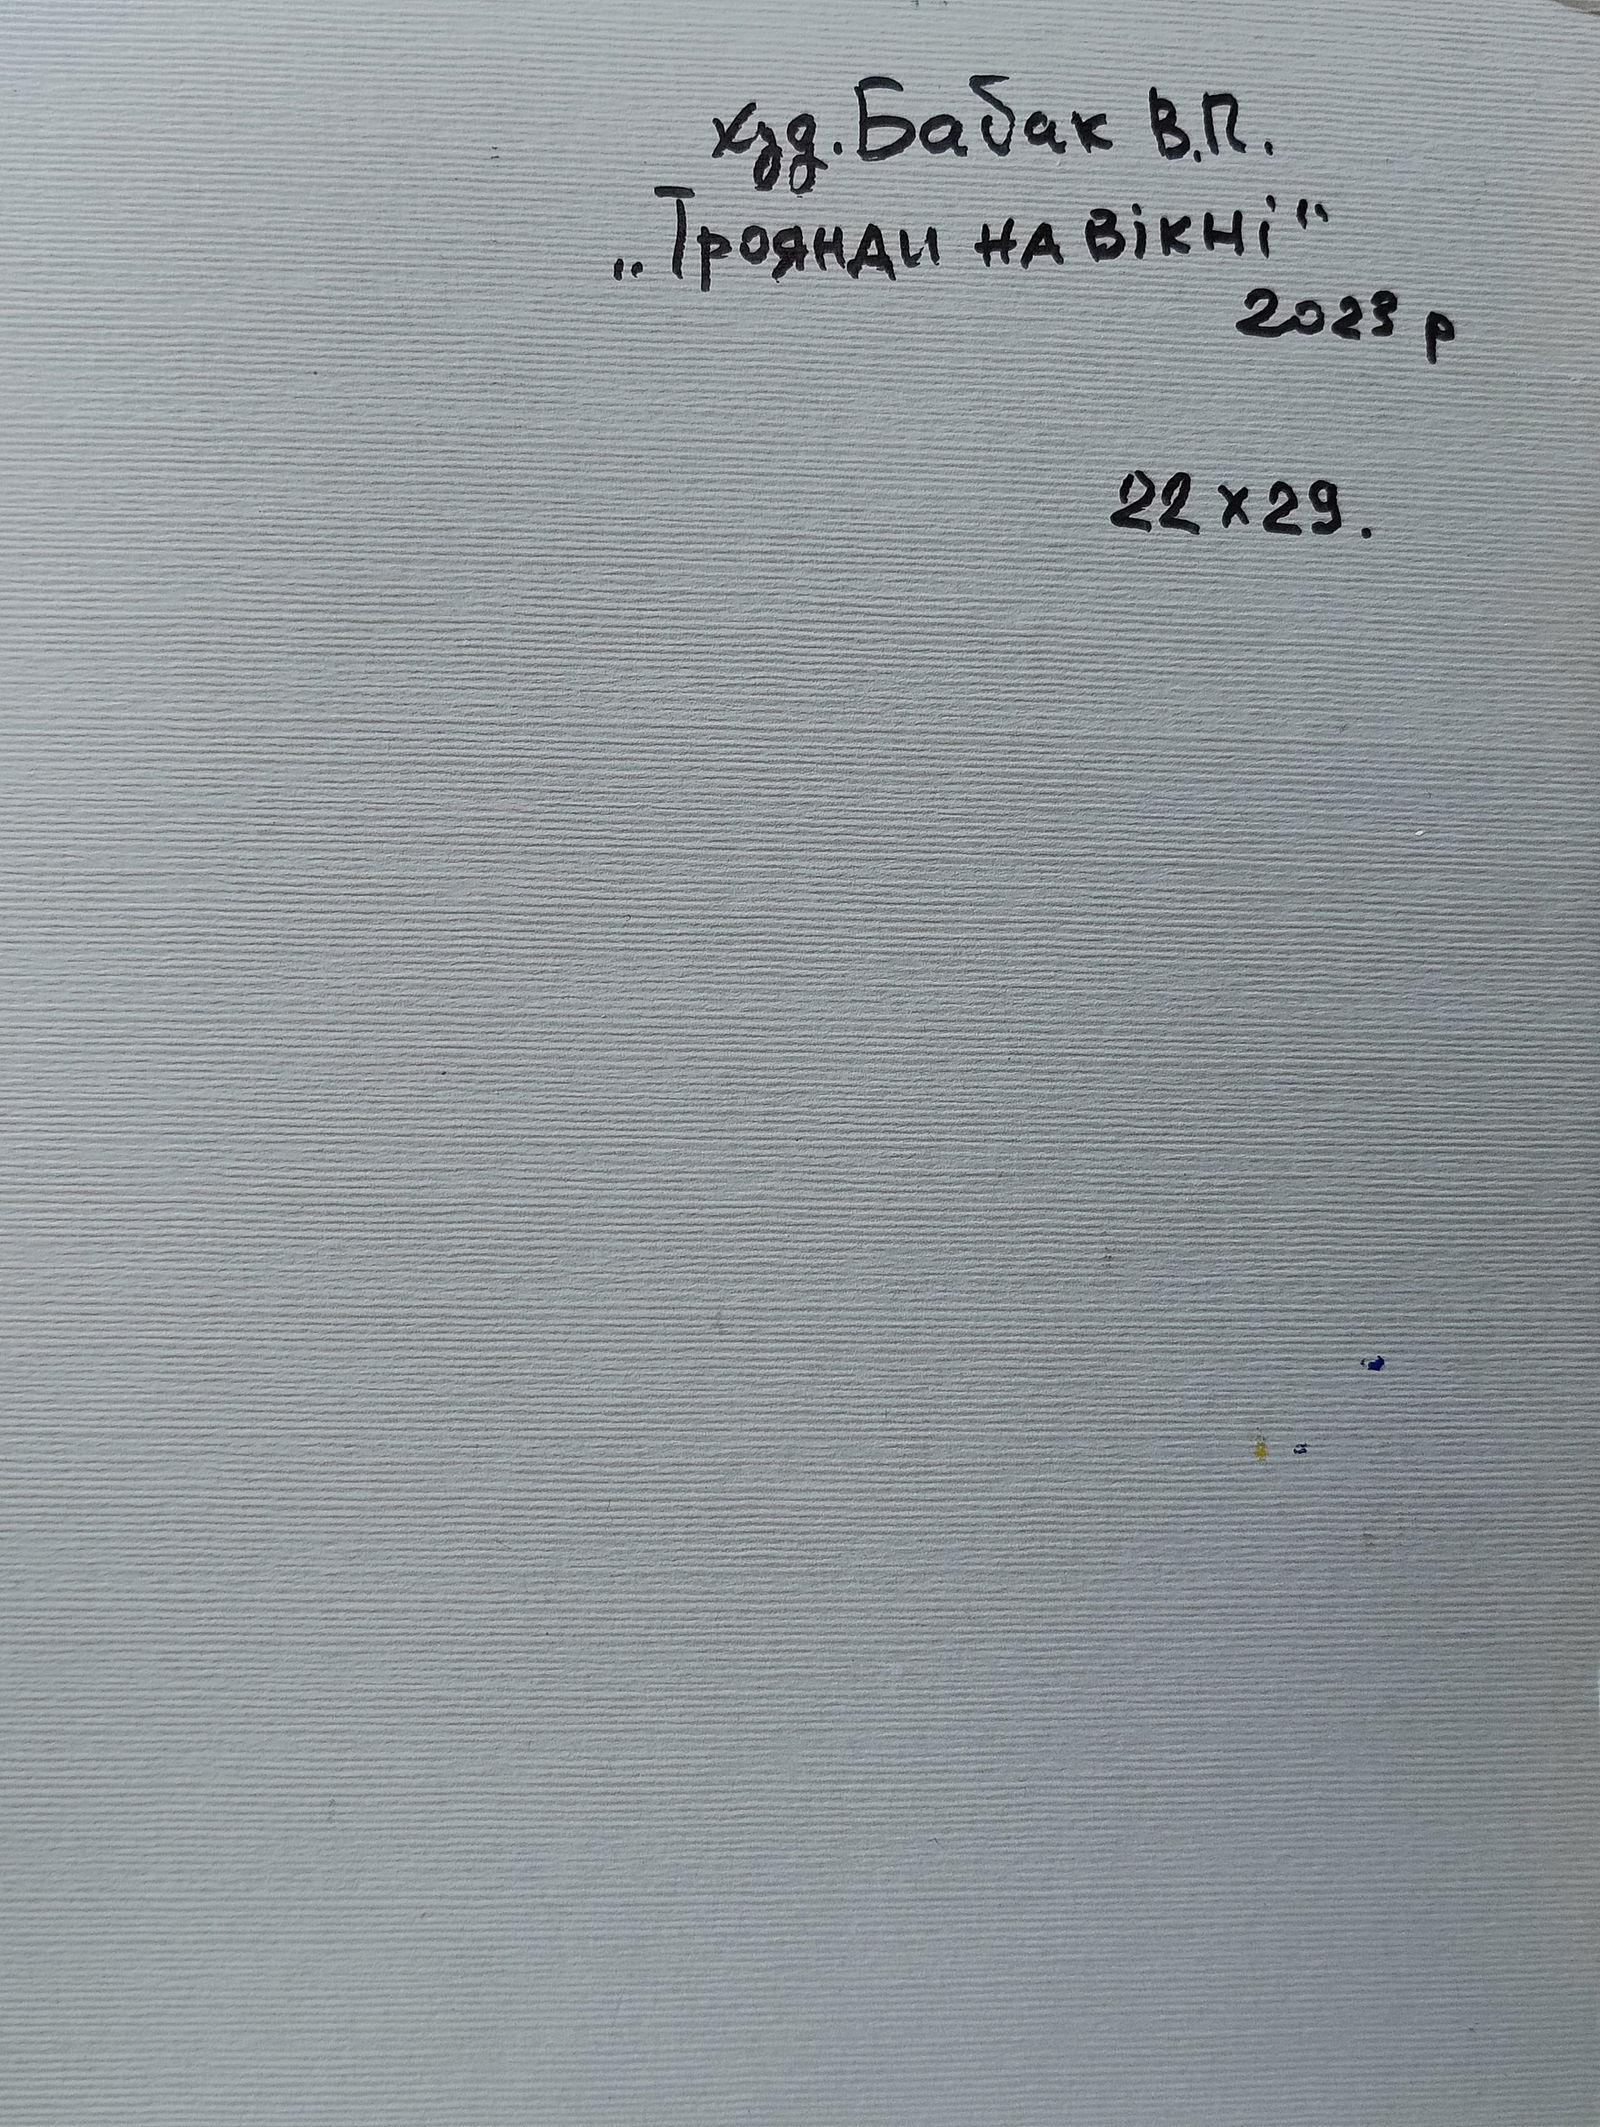 худ. Бабак В.П.
„Троянди на вікні"
2023 р
22 x 29.